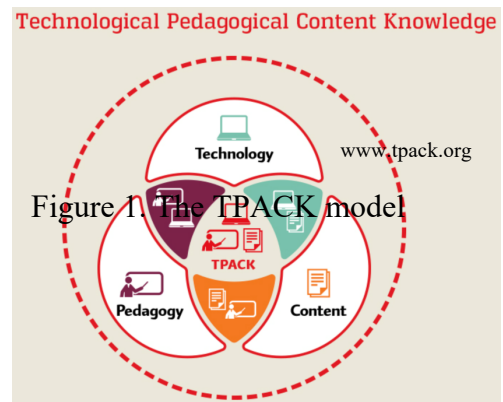 Technological Pedagogical Content Knowledge
Technology
www.tpack.org
Figure 1. The TPACK model
TPACK
Pedagogy
Content